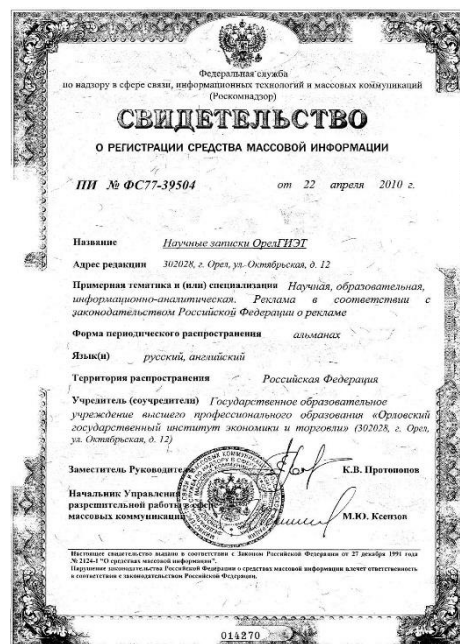 Федеральная служба
по надзору в сфере связи, информационных технологий и массовых коммуникаций
(Роскомнадзор)
СВИДЕТЕЛЬСТВО
О РЕГИСТРАЦИИ СРЕДСТВА МАССОВОЙ ИНФОРМАЦИИ
ПИ № ФС77-39504 от 22 апреля 2010 г.
Название Научные записки ОрелГИЭТ
Адрес редакции 302028, г. Орел, ул. Октябрьская, д. 12
Примерная тематика и (или) специализация Научная, образовательная,
информационно-аналитическая. Реклама в соответствии с
законодательством Российской Федерации о рекламе
Форма периодического распространения альманах
Язык(и) русский, английский
Территория распространения Российская Федерация
Учредитель (соучредители) Государственное образовательное
учреждение высшего профессионального образования «Орловский
государственный институт экономики и торговли» (302028, г. Орел,
ул. Октябрьская, д. 12)
Заместитель Руководителя К.В. Протопопов
Начальник Управления
разрешительной работы в сфере
массовых коммуникаций М.Ю. Ксензов
Настоящее свидетельство выдано в соответствии с Законом Российской Федерации от 27 декабря 1991 года
№ 2124-1 "О средствах массовой информации".
Нарушение законодательства Российской Федерации о средствах массовой информации влечет ответственность
в соответствии с законодательством Российской Федерации.
014270